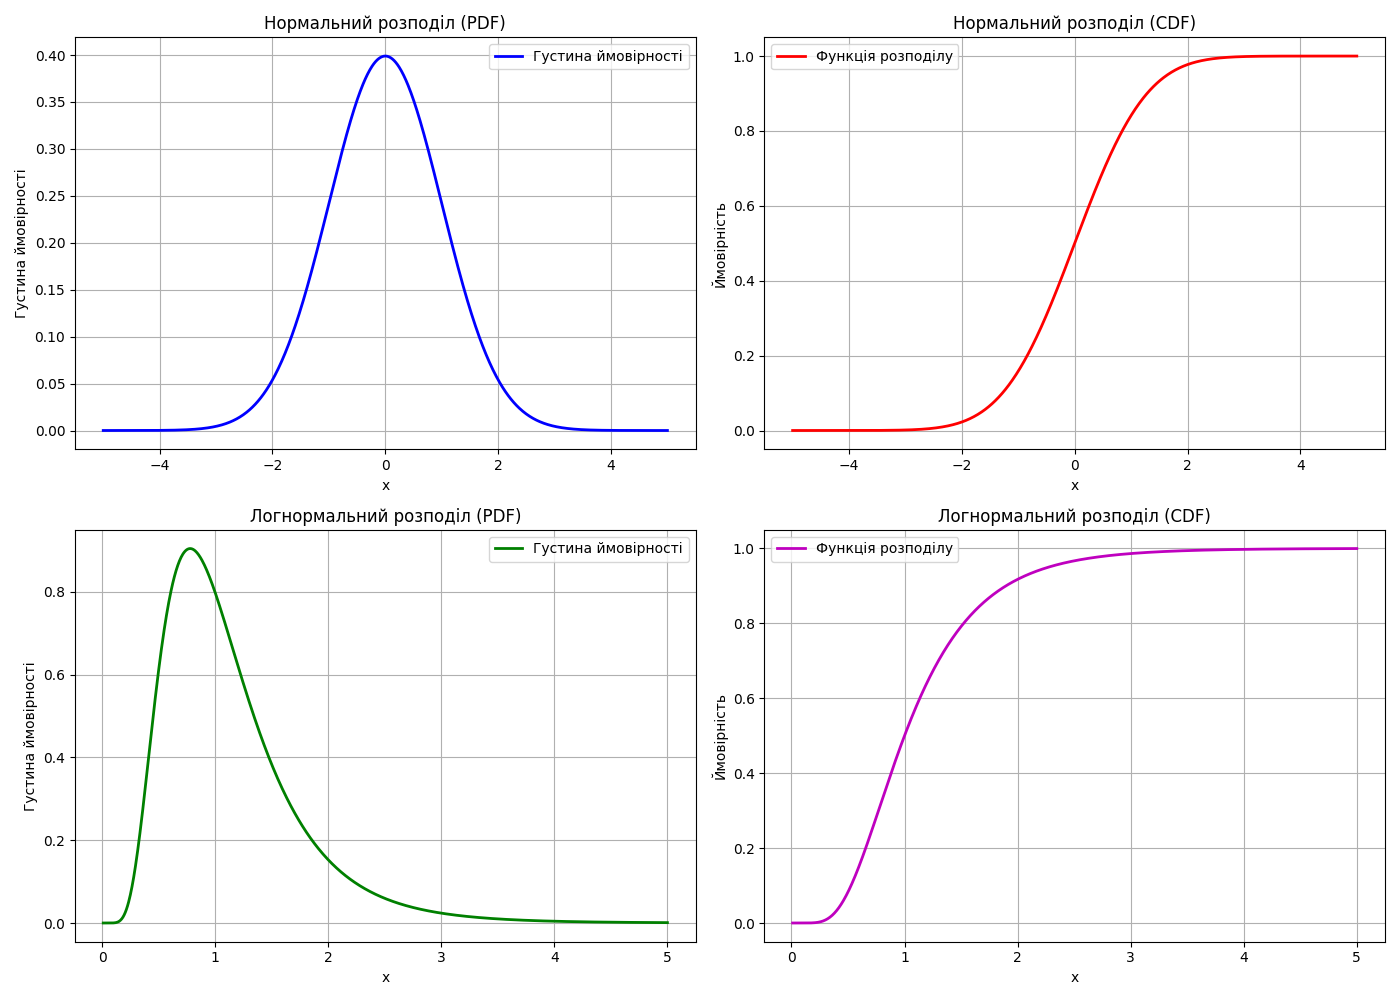 Нормальний розподіл (PDF)
Густина ймовірності
Густина ймовірності
0.40
0.35
0.30
0.25
0.20
0.15
0.10
0.05
0.00
−4 −2 0 2 4
x
Нормальний розподіл (CDF)
Функція розподілу
Ймовірність
1.0
0.8
0.6
0.4
0.2
0.0
−4 −2 0 2 4
x
Логнормальний розподіл (PDF)
Густина ймовірності
Густина ймовірності
0.8
0.6
0.4
0.2
0.0
0 1 2 3 4 5
x
Логнормальний розподіл (CDF)
Функція розподілу
Ймовірність
1.0
0.8
0.6
0.4
0.2
0.0
0 1 2 3 4 5
x